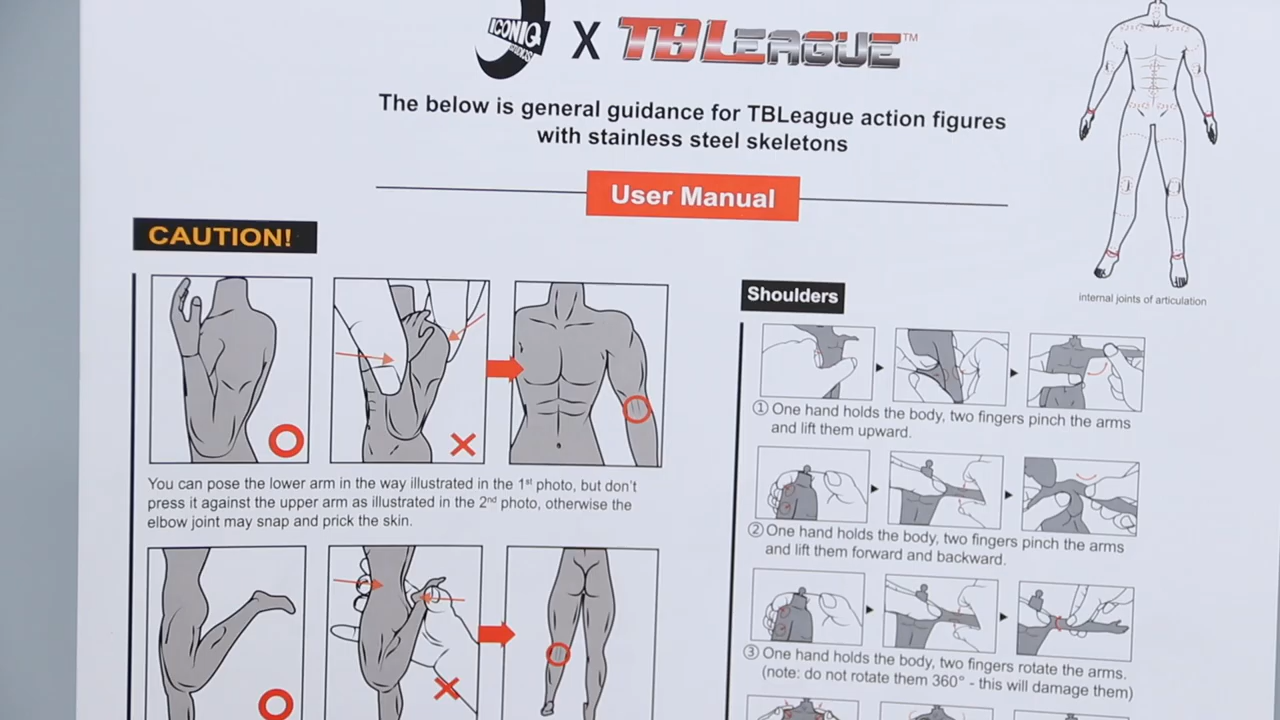 ICONIQ
X
TBLEAGUE™
The below is general guidance for TBLeague action figures
with stainless steel skeletons
User Manual
internal joints of articulation
CAUTION!
You can pose the lower arm in the way illustrated in the 1st photo, but don't
press it against the upper arm as illustrated in the 2nd photo, otherwise the
elbow joint may snap and prick the skin.
Shoulders
① One hand holds the body, two fingers pinch the arms
and lift them upward.
② One hand holds the body, two fingers pinch the arms
and lift them forward and backward.
③ One hand holds the body, two fingers rotate the arms.
(note: do not rotate them 360° - this will damage them)